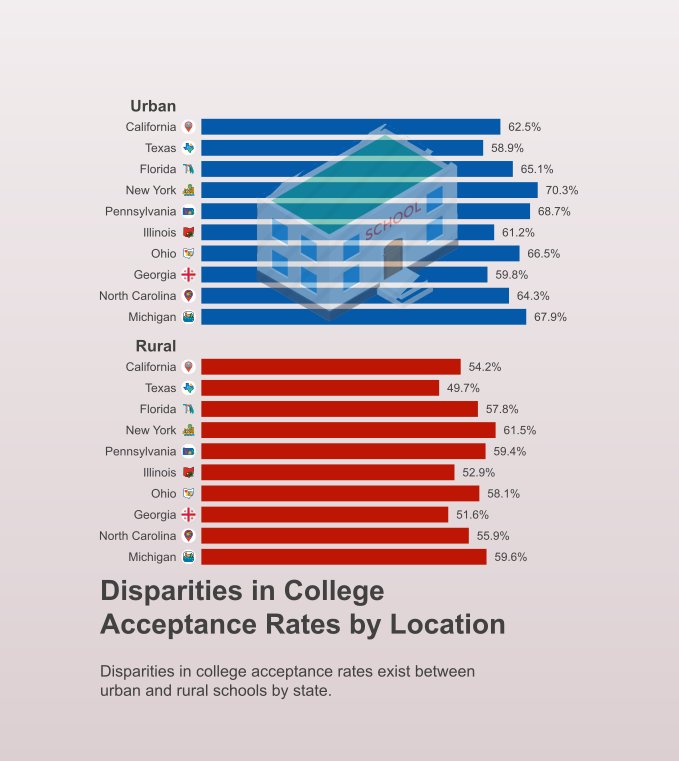 Urban
California 62.5%
Texas 58.9%
Florida 65.1%
New York 70.3%
Pennsylvania 68.7%
Illinois 61.2%
Ohio 66.5%
Georgia 59.8%
North Carolina 64.3%
Michigan 67.9%
SCHOOL
Rural
California 54.2%
Texas 49.7%
Florida 57.8%
New York 61.5%
Pennsylvania 59.4%
Illinois 52.9%
Ohio 58.1%
Georgia 51.6%
North Carolina 55.9%
Michigan 59.6%
Disparities in College
Acceptance Rates by Location
Disparities in college acceptance rates exist between
urban and rural schools by state.